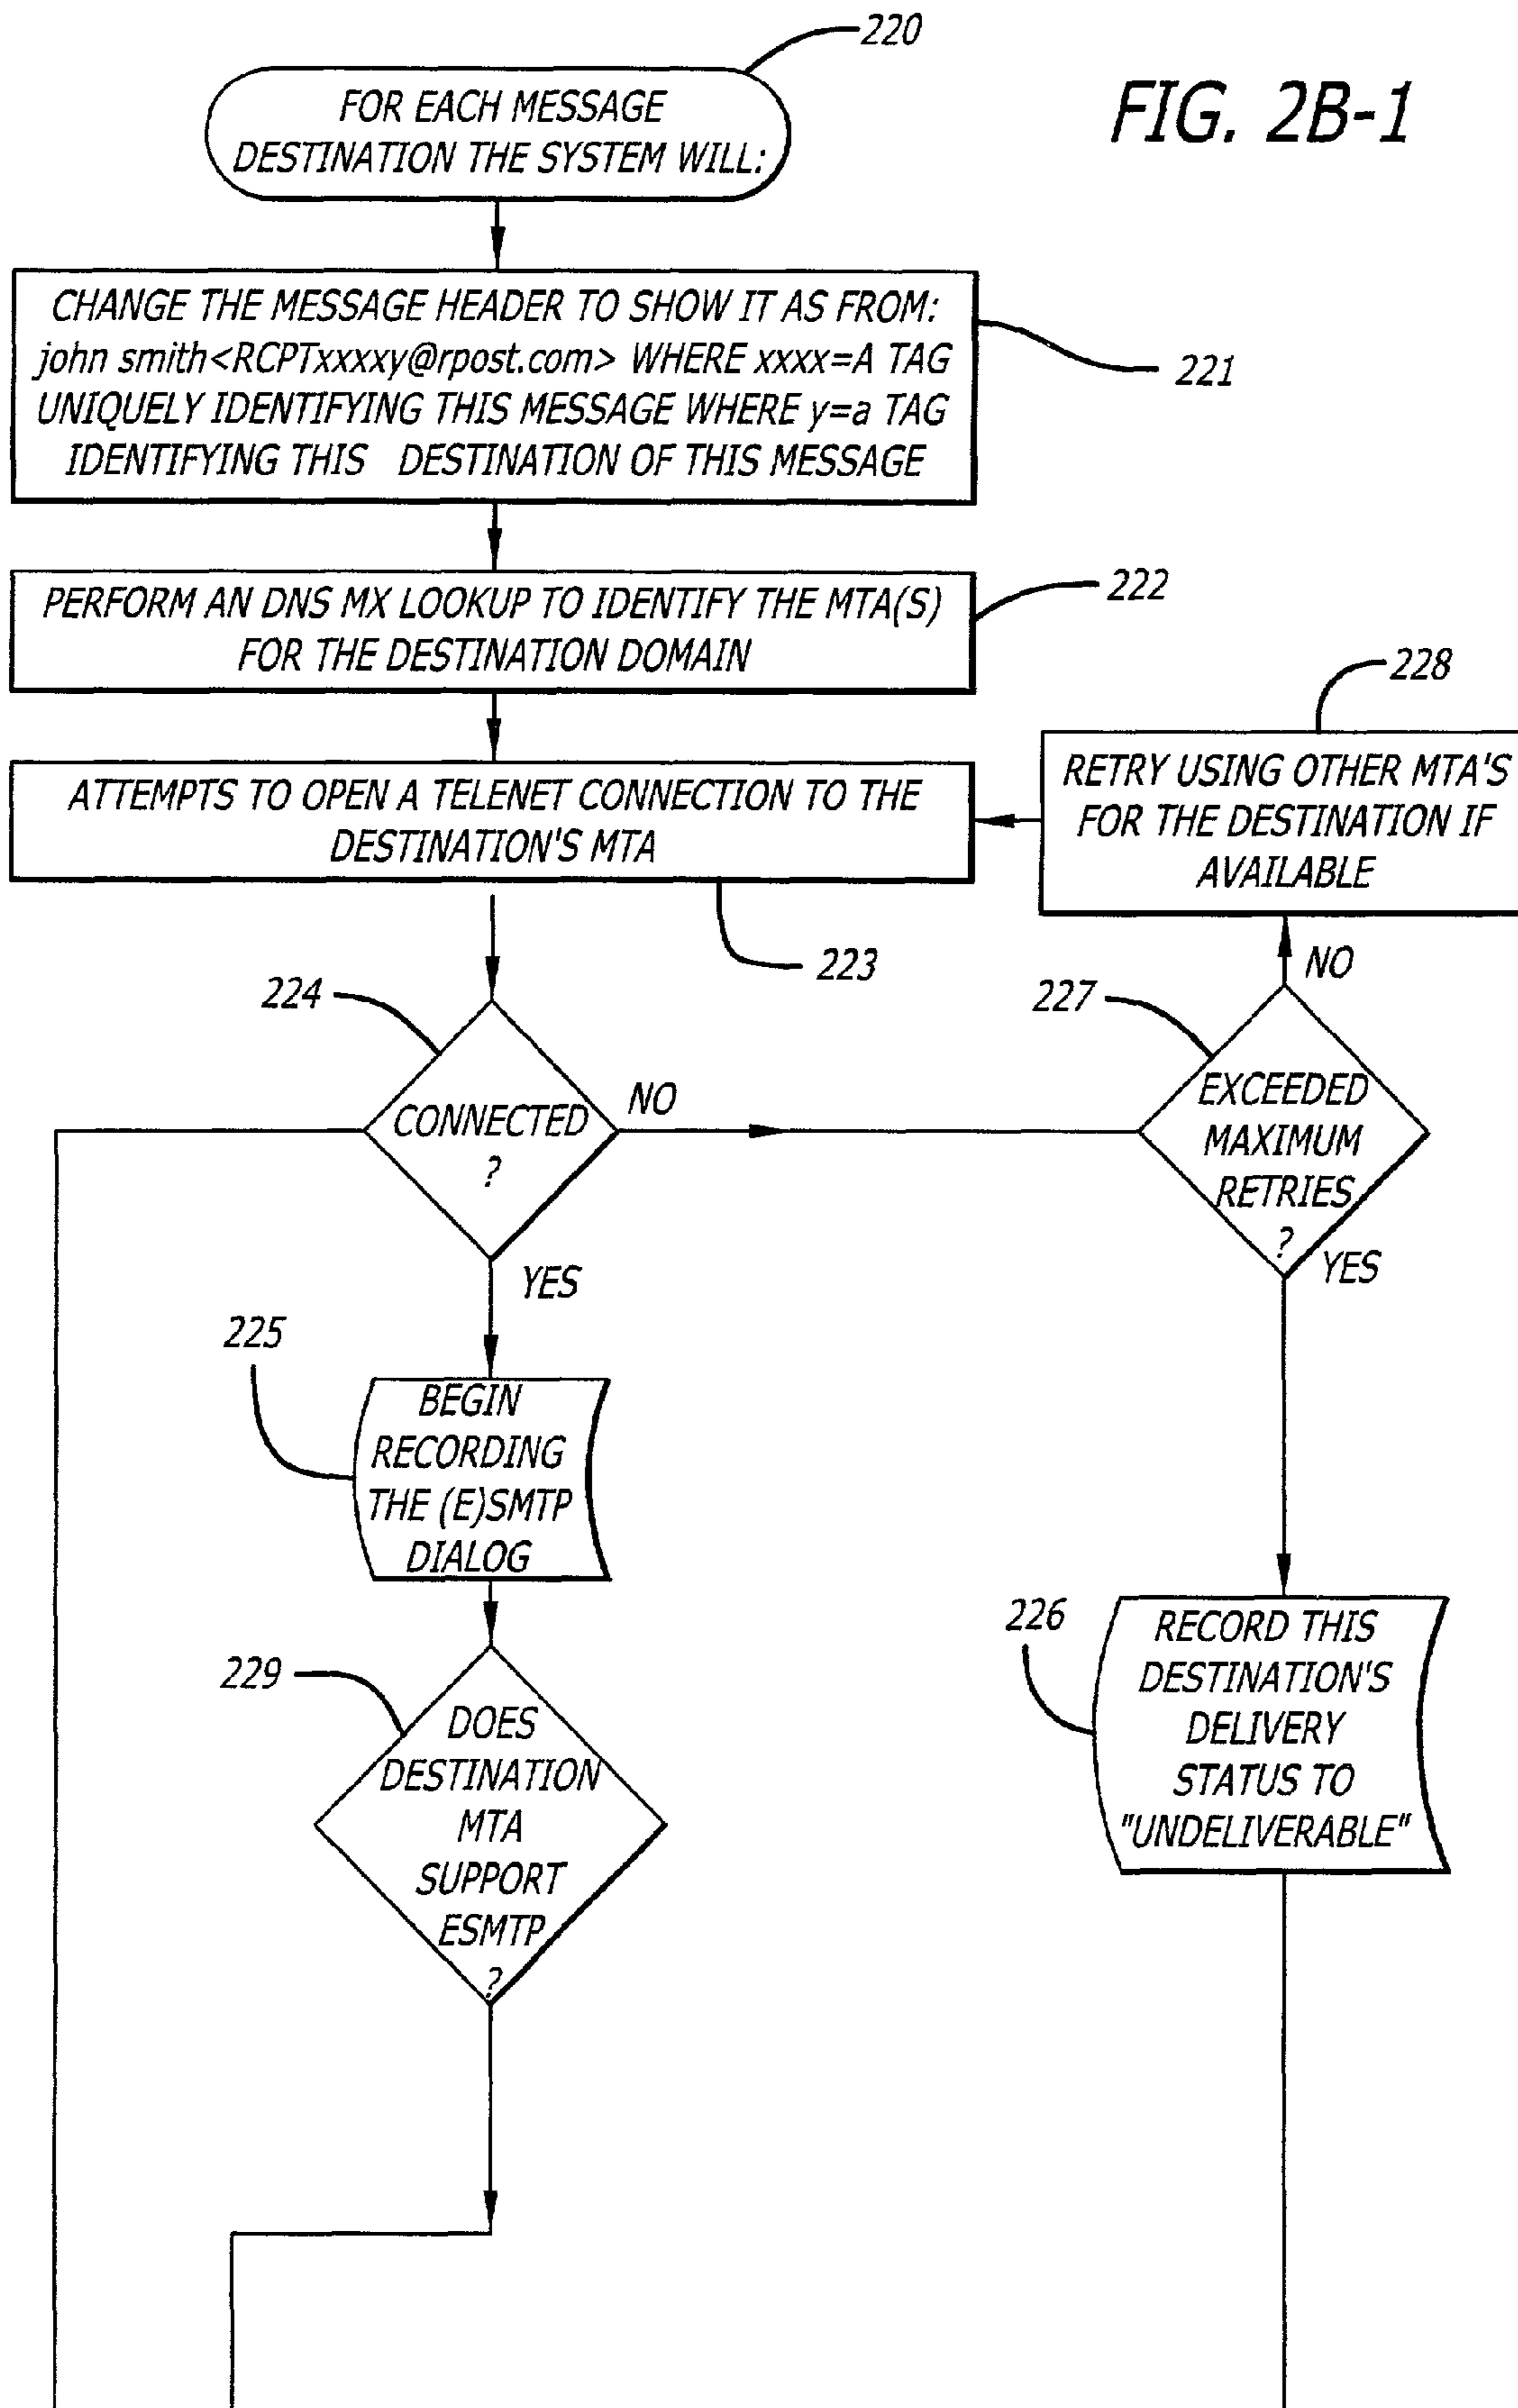 220
FIG. 2B-1
FOR EACH MESSAGE
DESTINATION THE SYSTEM WILL:
CHANGE THE MESSAGE HEADER TO SHOW IT AS FROM:
john smith<RCPTxxxxy@rpost.com> WHERE xxxx=A TAG
UNIQUELY IDENTIFYING THIS MESSAGE WHERE y=a TAG
IDENTIFYING THIS DESTINATION OF THIS MESSAGE
221
PERFORM AN DNS MX LOOKUP TO IDENTIFY THE MTA(S)
FOR THE DESTINATION DOMAIN
222
228
ATTEMPTS TO OPEN A TELENET CONNECTION TO THE
DESTINATION'S MTA
RETRY USING OTHER MTA'S
FOR THE DESTINATION IF
AVAILABLE
223
NO
224
227
CONNECTED
?
NO
EXCEEDED
MAXIMUM
RETRIES
?
YES
YES
225
BEGIN
RECORDING
THE (E)SMTP
DIALOG
226
RECORD THIS
DESTINATION'S
DELIVERY
STATUS TO
"UNDELIVERABLE"
229
DOES
DESTINATION
MTA
SUPPORT
ESMTP
?